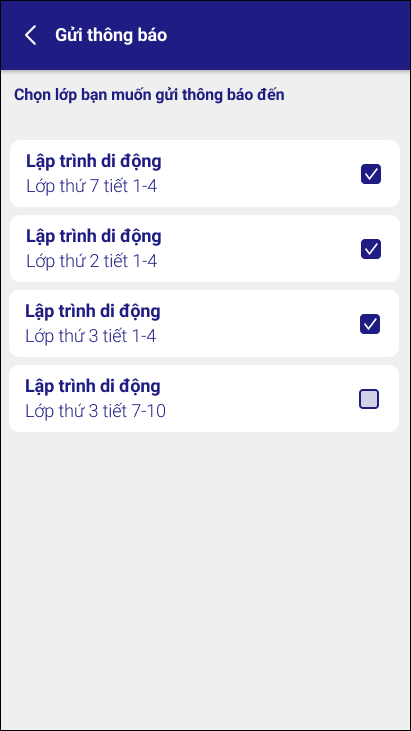 Gửi thông báo
Chọn lớp bạn muốn gửi thông báo đến
Lập trình di động
Lớp thứ 7 tiết 1-4
Lập trình di động
Lớp thứ 2 tiết 1-4
Lập trình di động
Lớp thứ 3 tiết 1-4
Lập trình di động
Lớp thứ 3 tiết 7-10